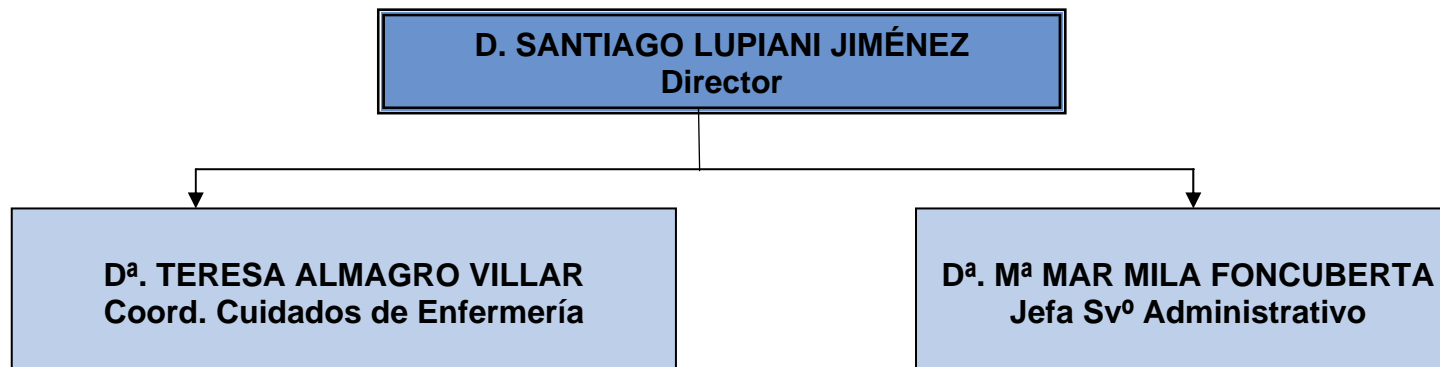 D. SANTIAGO LUPIANI JIMÉNEZ
Director
Dª. TERESA ALMAGRO VILLAR
Coord. Cuidados de Enfermería
Dª. Mª MAR MILA FONCUBERTA
Jefa Svº Administrativo